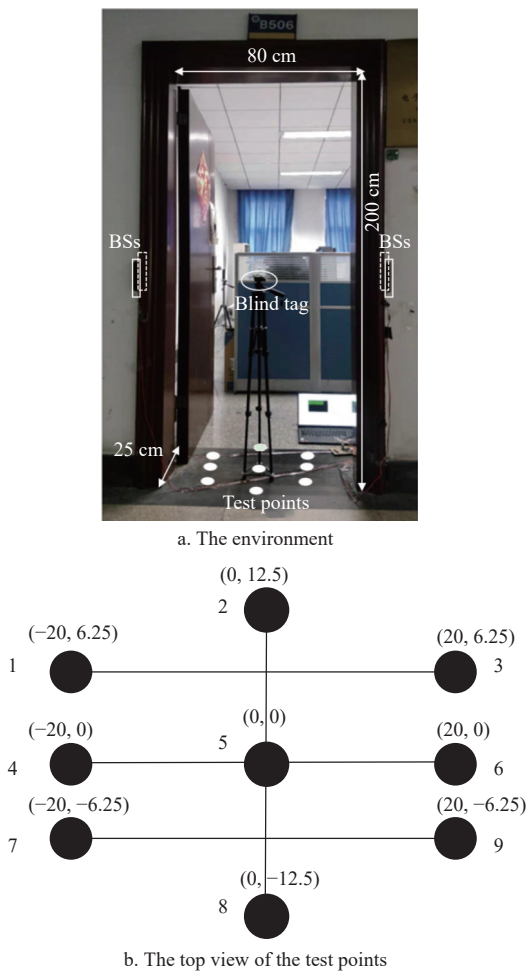 B506
80 cm
200 cm
BSs
BSs
Blind tag
25 cm
Test points
a. The environment
(0, 12.5)
2
(−20, 6.25)
(20, 6.25)
1
3
(0, 0)
(−20, 0)
(20, 0)
5
4
6
(−20, −6.25)
(20, −6.25)
7
9
(0, −12.5)
8
b. The top view of the test points